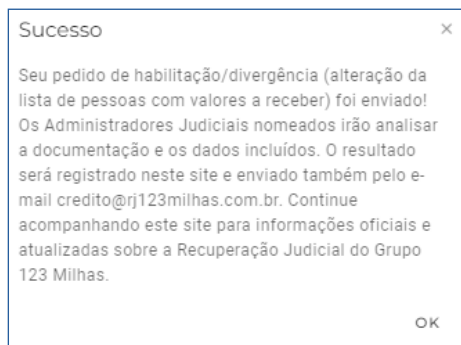 Sucesso ×
Seu pedido de habilitação/divergência (alteração da
lista de pessoas com valores a receber) foi enviado!
Os Administradores Judiciais nomeados irão analisar
a documentação e os dados incluídos. O resultado
será registrado neste site e enviado também pelo e-
mail credito@rj123milhas.com.br. Continue
acompanhando este site para informações oficiais e
atualizadas sobre a Recuperação Judicial do Grupo
123 Milhas.
OK